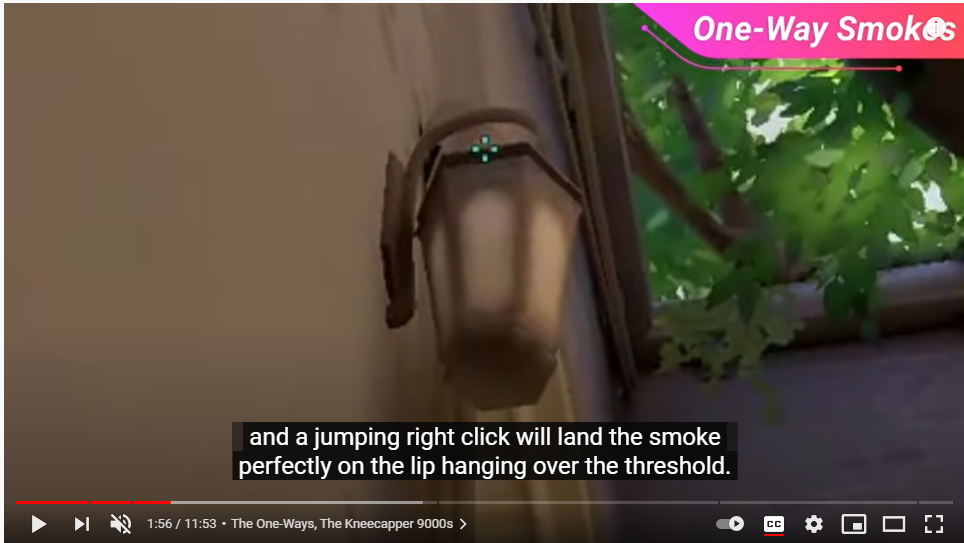 One-Way Smokes
and a jumping right click will land the smoke
perfectly on the lip hanging over the threshold.
1:56 / 11:53 • The One-Ways, The Kneecapper 9000s
CC